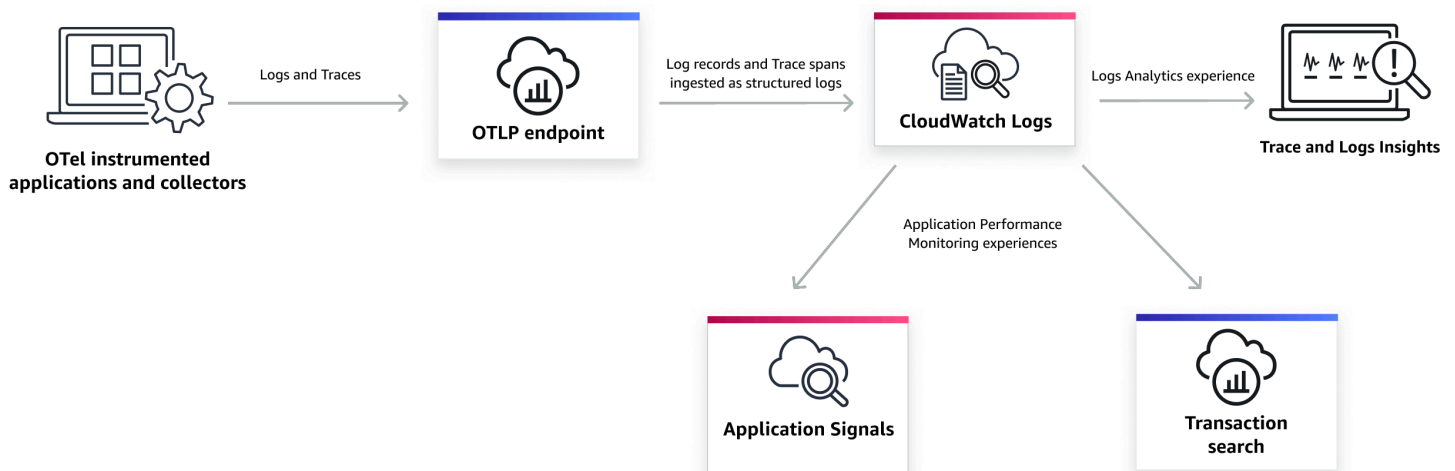 Logs and Traces
OTel instrumented
applications and collectors
OTLP endpoint
Log records and Trace spans
ingested as structured logs
CloudWatch Logs
Logs Analytics experience
Trace and Logs Insights
Application Performance
Monitoring experiences
Application Signals
Transaction
search